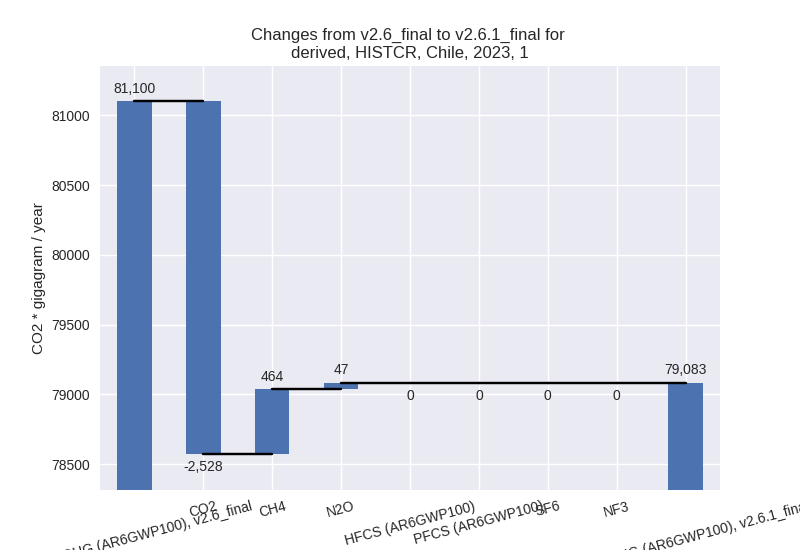 Changes from v2.6_final to v2.6.1_final for
derived, HISTCR, Chile, 2023, 1
CO2 * gigagram / year
81000
80500
80000
79500
79000
78500
81,100
-2,528
464
47
0
0
0
0
79,083
(AR6GWP100), v2.6_final
CO2
CH4
N2O
HFCS (AR6GWP100)
PFCS (AR6GWP100)
SF6
NF3
(AR6GWP100), v2.6.1_final